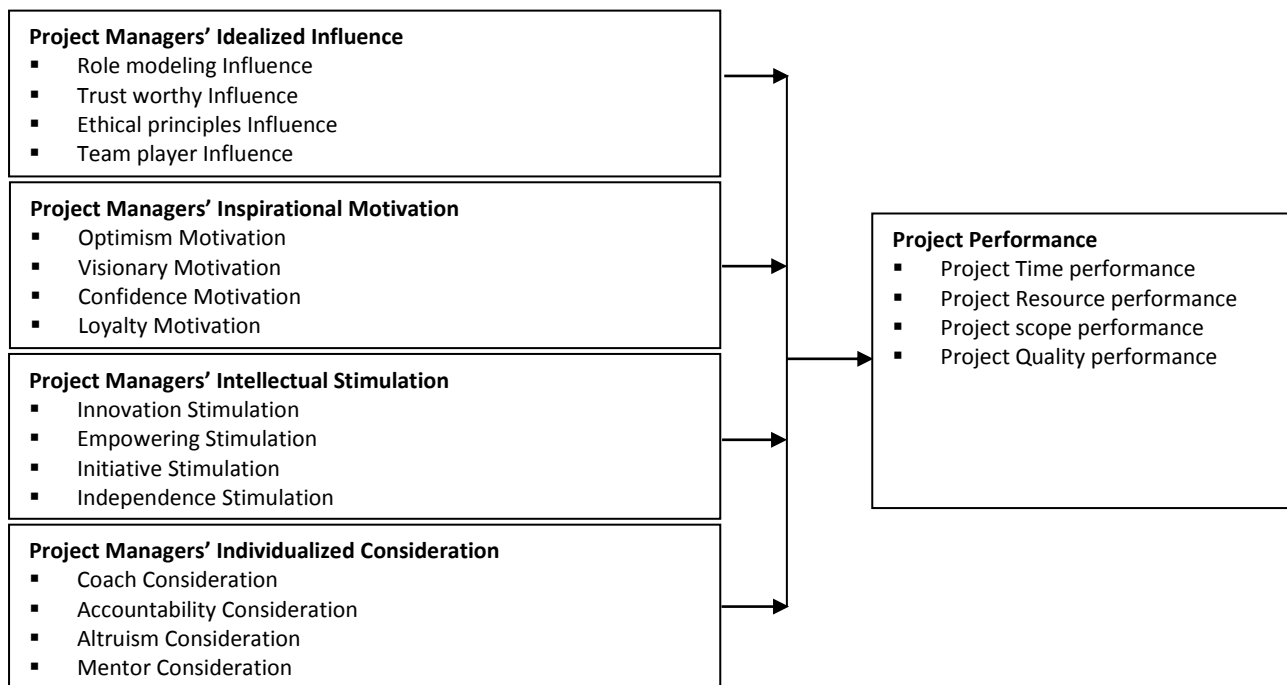 Project Managers’ Idealized Influence
▪ Role modeling Influence
▪ Trust worthy Influence
▪ Ethical principles Influence
▪ Team player Influence
Project Managers’ Inspirational Motivation
▪ Optimism Motivation
▪ Visionary Motivation
▪ Confidence Motivation
▪ Loyalty Motivation
Project Managers’ Intellectual Stimulation
▪ Innovation Stimulation
▪ Empowering Stimulation
▪ Initiative Stimulation
▪ Independence Stimulation
Project Managers’ Individualized Consideration
▪ Coach Consideration
▪ Accountability Consideration
▪ Altruism Consideration
▪ Mentor Consideration
Project Performance
▪ Project Time performance
▪ Project Resource performance
▪ Project scope performance
▪ Project Quality performance